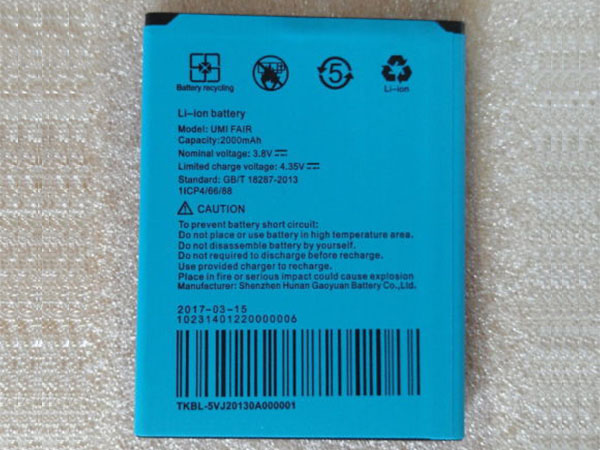 Battery recycling
5
Li-ion
Li-ion battery
Model: UMI FAIR
Capacity:2000mAh
Nominal voltage: 3.8V
Limited charge voltage: 4.35V
Standard: GB/T 18287-2013
1ICP4/66/88
CAUTION
To prevent battery short circuit:
Do not place or use battery in high temperature area.
Do not disassemble battery by yourself.
Do not required to discharge before recharge.
Use provided charger to recharge.
Place in fire or serious impact could cause explosion
Manufacturer: Shenzhen Hunan Gaoyuan Battery Co.,Ltd.
2017-03-15
10231401220000006
TKBL-5VJ20130A000001